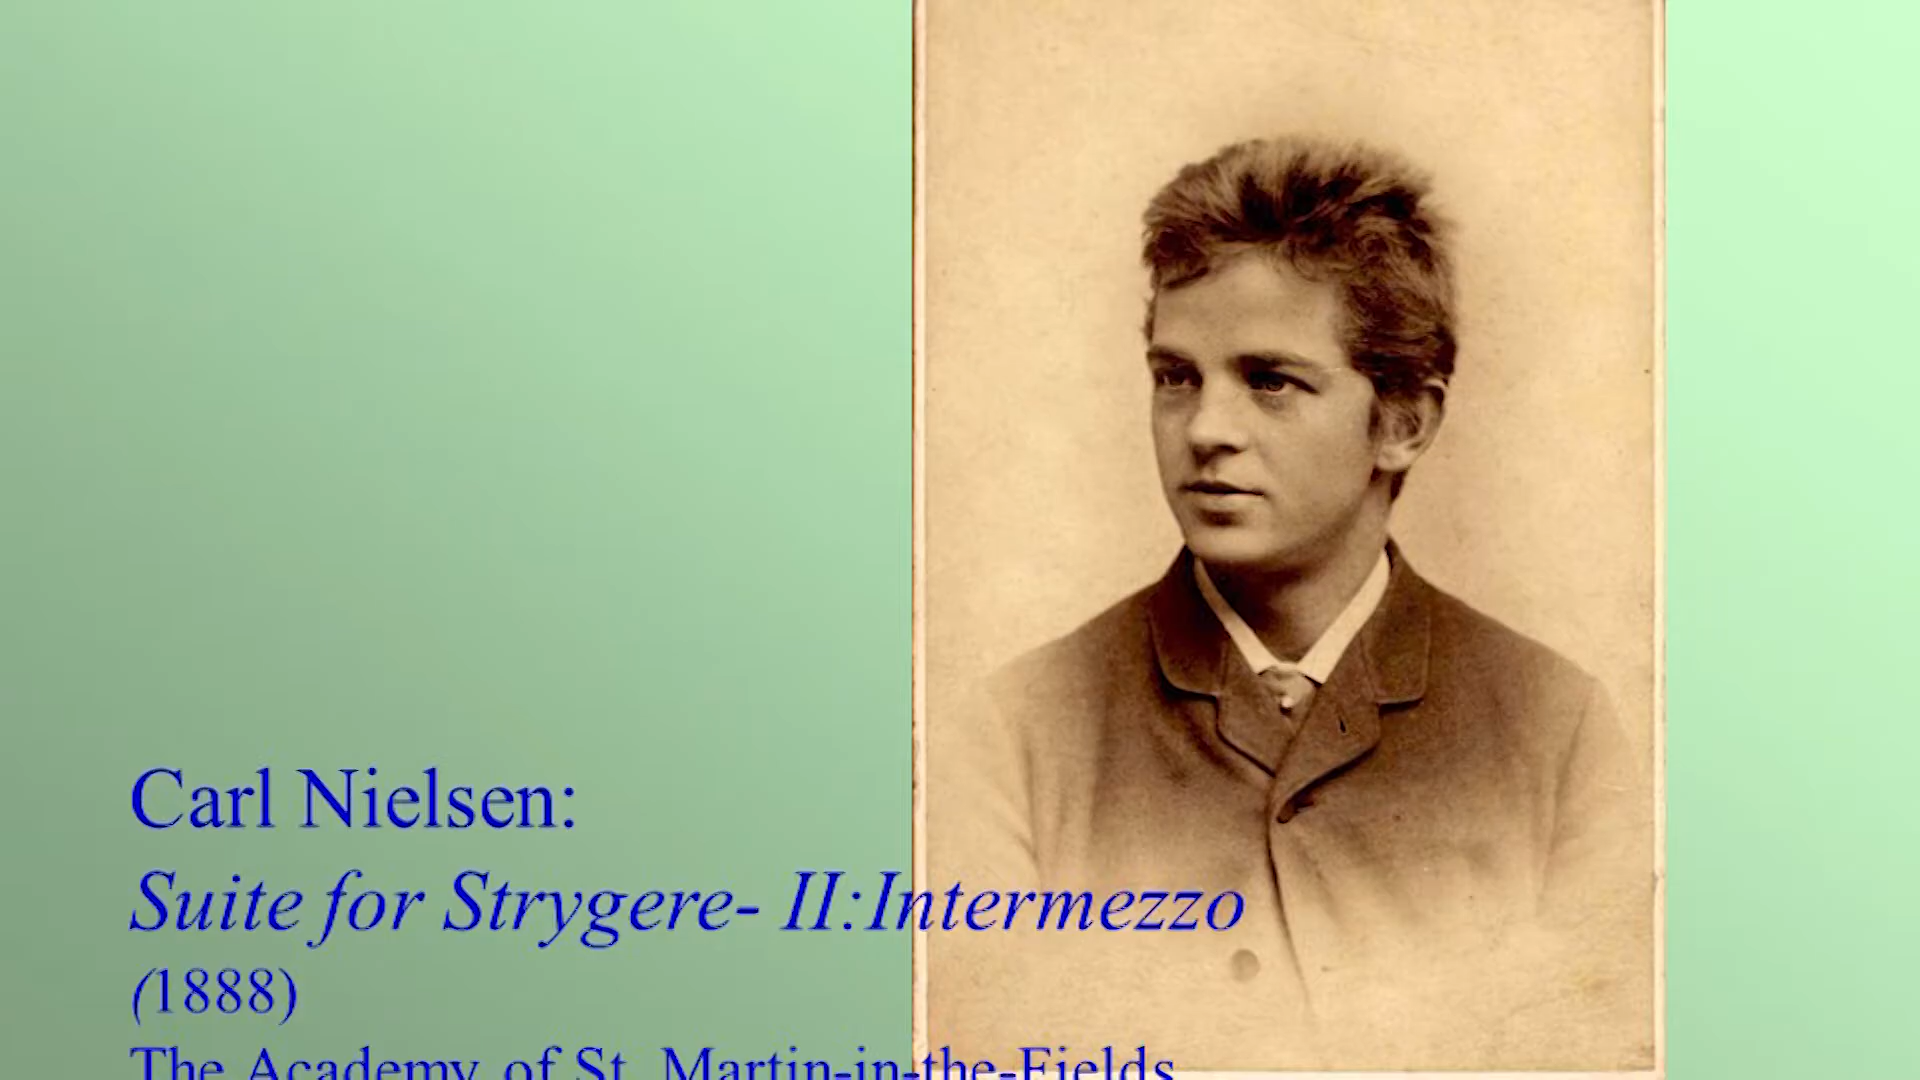 Carl Nielsen:
Suite for Strygere- II:Intermezzo
(1888)
The Academy of St. Martin-in-the-Fields